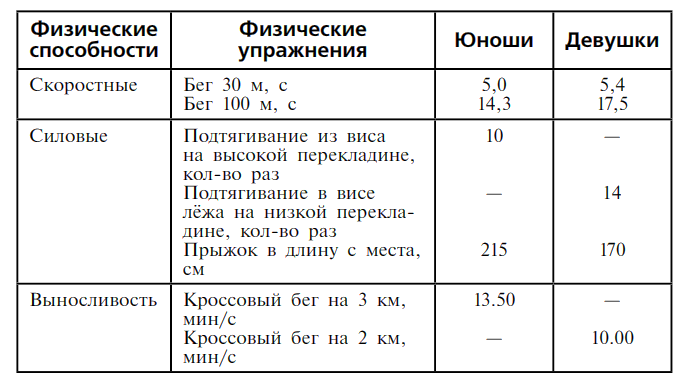 Физические способности | Физические упражнения | Юноши | Девушки
Скоростные | Бег 30 м, с | 5,0 | 5,4
Бег 100 м, с | 14,3 | 17,5
Силовые | Подтягивание из виса | 10 | —
на высокой перекладине,
кол-во раз
Подтягивание в висе | — | 14
лёжа на низкой перекла-
дине, кол-во раз
Прыжок в длину с места, | 215 | 170
см
Выносливость | Кроссовый бег на 3 км, | 13.50 | —
мин/с
Кроссовый бег на 2 км, | — | 10.00
мин/с